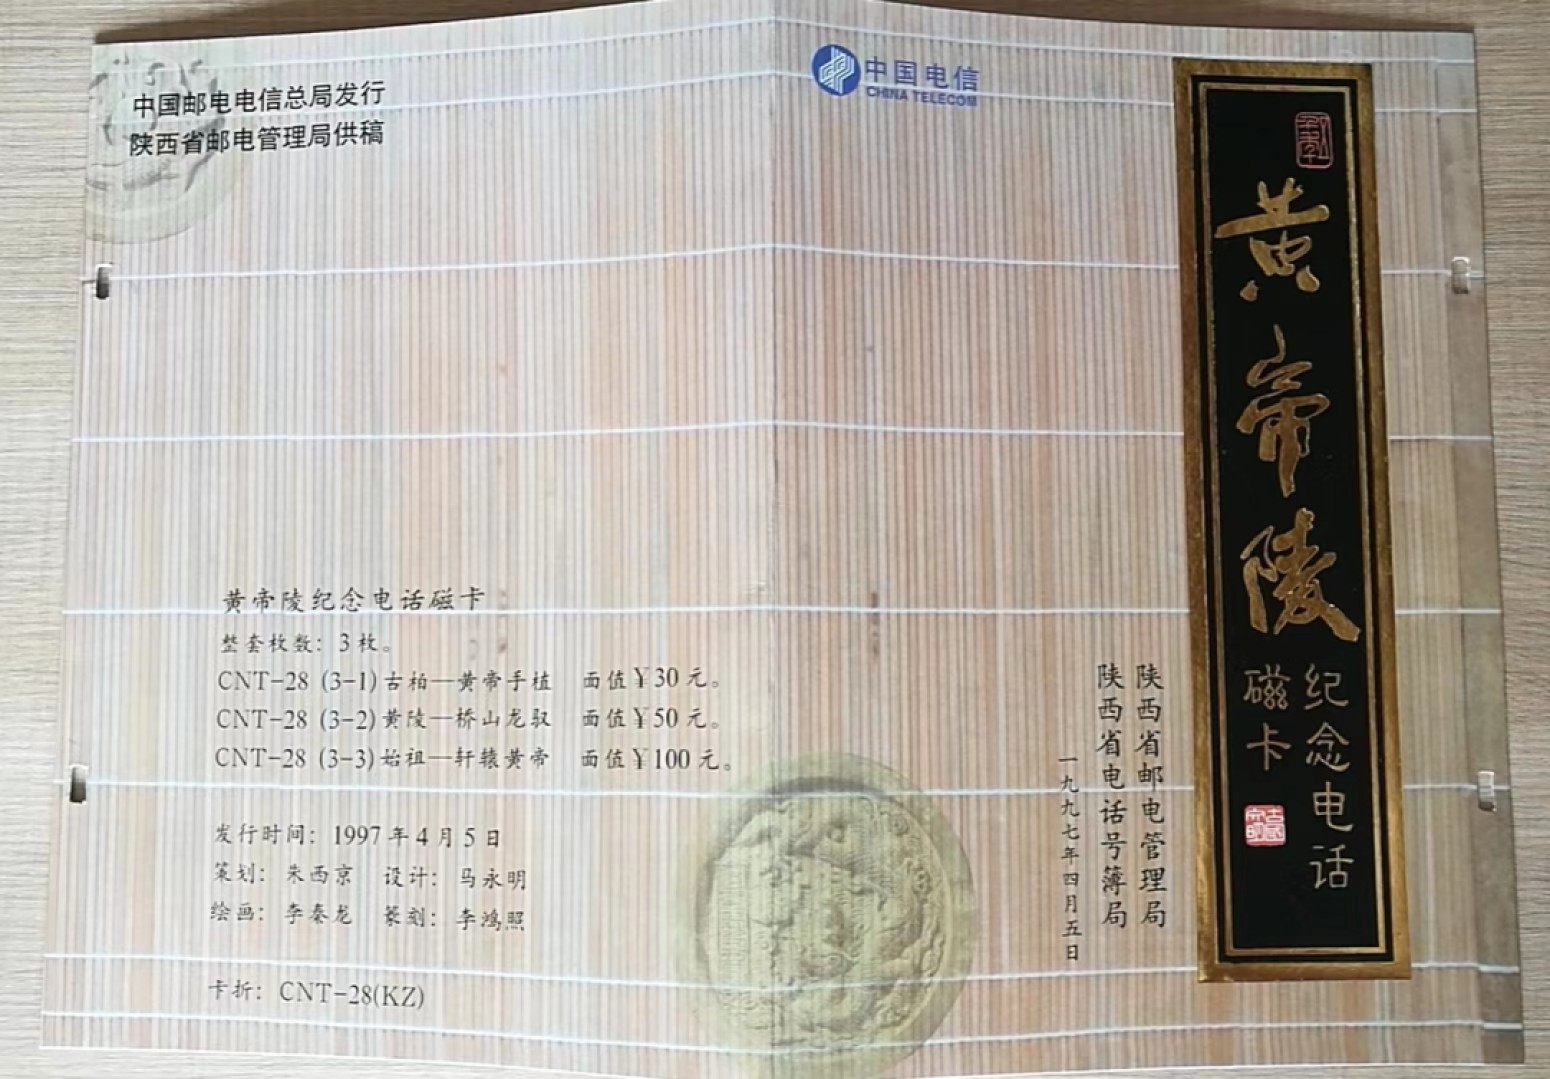 中国邮电电信总局发行
陕西省邮电管理局供稿
黄帝陵纪念电话磁卡
整套枚数：3枚。
CNT-28 (3-1)古柏—黄帝手植 面值￥30元。
CNT-28 (3-2)黄陵—桥山龙驭 面值￥50元。
CNT-28 (3-3)始祖—轩辕黄帝 面值￥100元。
发行时间：1997年4月5日
策划：朱西京 设计：马永明
绘画：李秦龙 篆刻：李鸿照
卡折：CNT-28(KZ)
中国电信
CHINA TELECOM
黄帝陵
纪念电话
磁卡
陕西省邮电管理局
陕西省电话号簿局
一九九七年四月五日